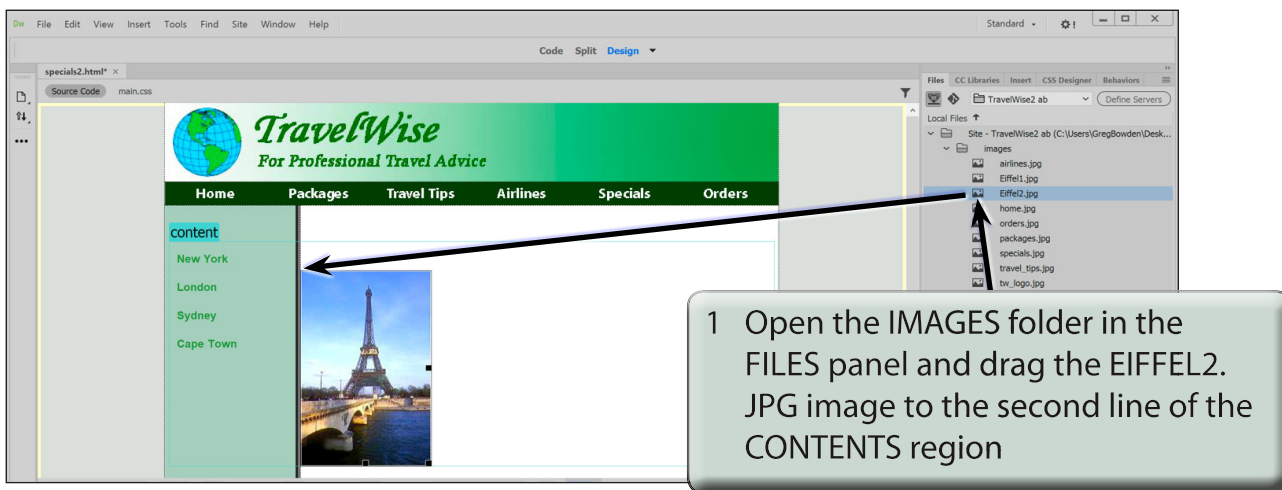 Dw File Edit View Insert Tools Find Site Window Help Standard !
Code Split Design
specials2.html* ×
Source Code main.css
Files CC Libraries Insert CSS Designer Behaviors
TravelWise2 ab Define Servers
Local Files
Site - TravelWise2 ab (C:\Users\GregBowden\Desk...
images
airlines.jpg
Eiffel1.jpg
Eiffel2.jpg
home.jpg
orders.jpg
packages.jpg
specials.jpg
travel_tips.jpg
tw_logo.jpg
TravelWise
For Professional Travel Advice
Home Packages Travel Tips Airlines Specials Orders
content
New York
London
Sydney
Cape Town
1 Open the IMAGES folder in the
FILES panel and drag the EIFFEL2.
JPG image to the second line of the
CONTENTS region